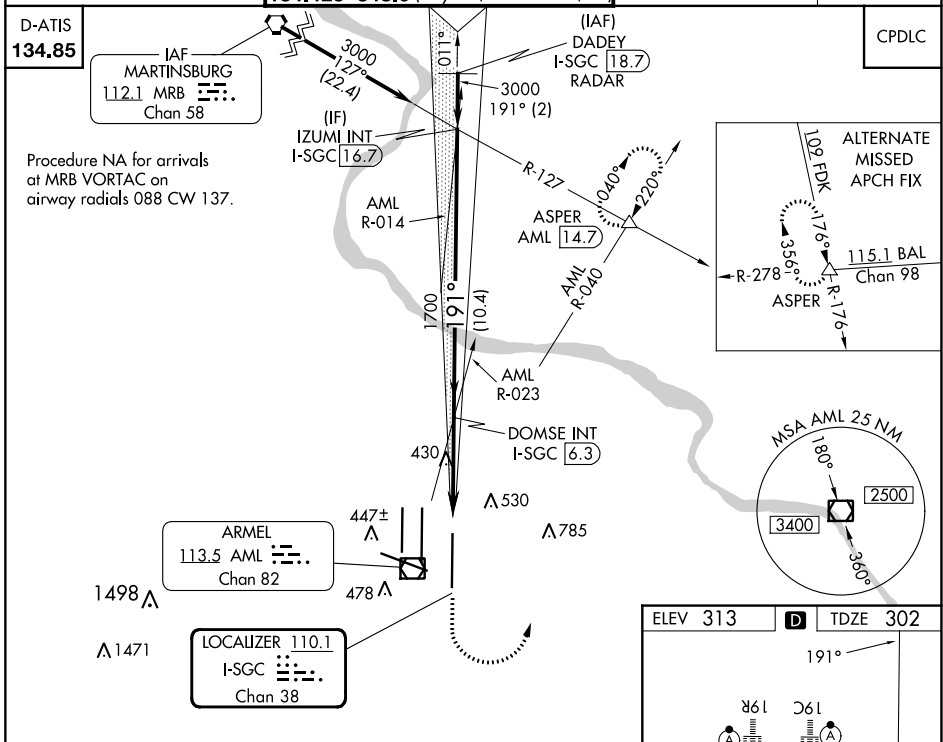 D-ATIS
134.85
IAF
MARTINSBURG
112.1 MRB
Chan 58
Procedure NA for arrivals
at MRB VORTAC on
airway radials 088 CW 137.
3000
127°
(22.4)
011°
(IAF)
DADEY
I-SGC 18.7
RADAR
3000
191° (2)
(IF)
IZUMI INT
I-SGC 16.7
CPDLC
R-127
040°
220°
ASPER
AML 14.7
AML
R-014
AML
R-040
1700
191°
(10.4)
AML
R-023
DOMSE INT
I-SGC 6.3
ALTERNATE
MISSED
APCH FIX
109 FDK
176°
356°
115.1 BAL
Chan 98
R-278
ASPER
R-176
MSA AML 25 NM
180°
2500
3400
360°
430
530
785
447±
478
ARMEL
113.5 AML
Chan 82
1498
1471
LOCALIZER 110.1
I-SGC
Chan 38
ELEV 313
D
TDZE 302
191°
19R
19C
A
A